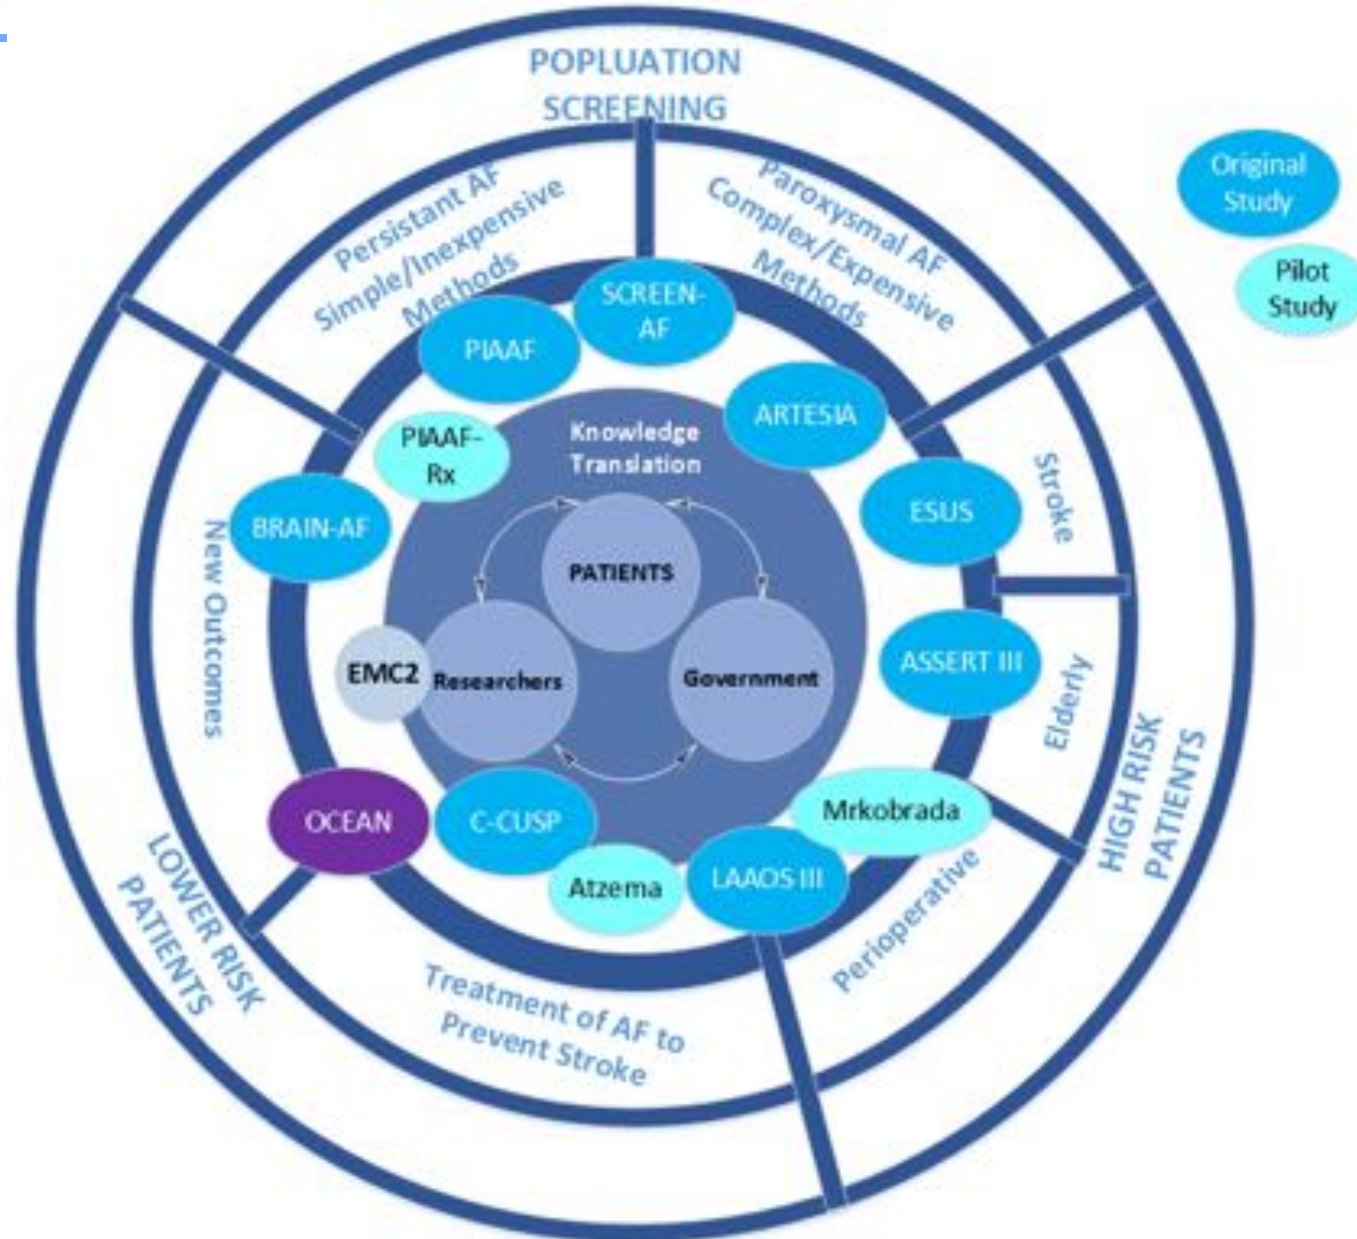 POPLUATION
SCREENING
Persistant AF
Simple/Inexpensive
Methods
Paroxysmal AF
Complex/Expensive
Methods
Original
Study
Pilot
Study
SCREEN-
AF
PIAAF
ARTESIA
PIAAF-
Rx
Knowledge
Translation
BRAIN-AF
ESUS
Stroke
PATIENTS
New Outcomes
EMC2
Researchers
Government
ASSERT III
Elderly
HIGH RISK
PATIENTS
OCEAN
C-CUSP
Atzema
LAAOS III
Mrkobrada
Perioperative
LOWER RISK
PATIENTS
Treatment of AF to
Prevent Stroke